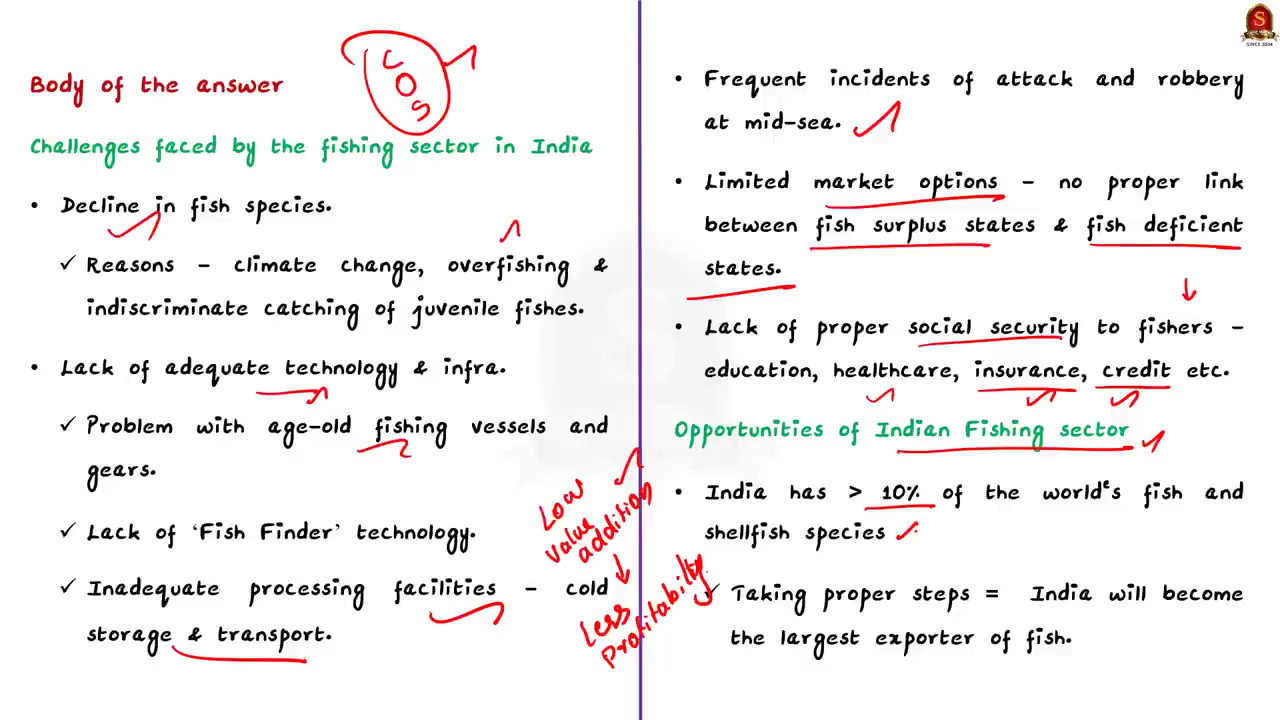 Body of the answer
C
O
S
Challenges faced by the fishing sector in India
• Decline in fish species.
✓ Reasons – climate change, overfishing &
indiscriminate catching of juvenile fishes.
• Lack of adequate technology & infra.
✓ Problem with age-old fishing vessels and
gears.
✓ Lack of ‘Fish Finder’ technology.
✓ Inadequate processing facilities – cold
storage & transport.
Low
value
addition
Less
Profitabilty
• Frequent incidents of attack and robbery
at mid-sea.
• Limited market options – no proper link
between fish surplus states & fish deficient
states.
• Lack of proper social security to fishers –
education, healthcare, insurance, credit etc.
Opportunities of Indian Fishing sector
• India has > 10% of the world's fish and
shellfish species
✓ Taking proper steps = India will become
the largest exporter of fish.
S
SINCE 2004